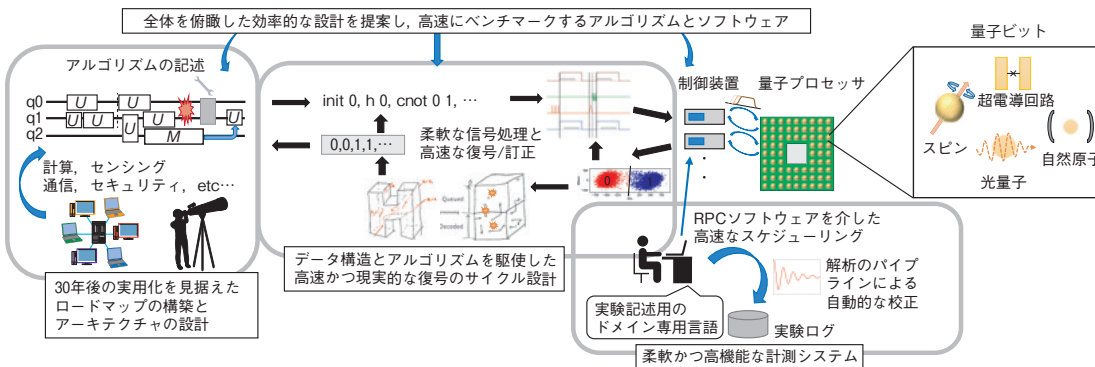 全体を俯瞰した効率的な設計を提案し，高速にベンチマークするアルゴリズムとソフトウェア
アルゴリズムの記述
q0
U
U
q1
U
U
U
U
q2
U
M
計算，センシング
通信，セキュリティ，etc…
30年後の実用化を見据えた
ロードマップの構築と
アーキテクチャの設計
init 0, h 0, cnot 0 1, …
0,0,1,1,…
柔軟な信号処理と
高速な復号/訂正
Queued
Decoded
0
1
データ構造とアルゴリズムを駆使した
高速かつ現実的な復号のサイクル設計
制御装置
量子プロセッサ
量子ビット
超電導回路
スピン
自然原子
光量子
RPCソフトウェアを介した
高速なスケジューリング
解析のパイプ
ラインによる
自動的な校正
実験記述用の
ドメイン専用言語
実験ログ
柔軟かつ高機能な計測システム